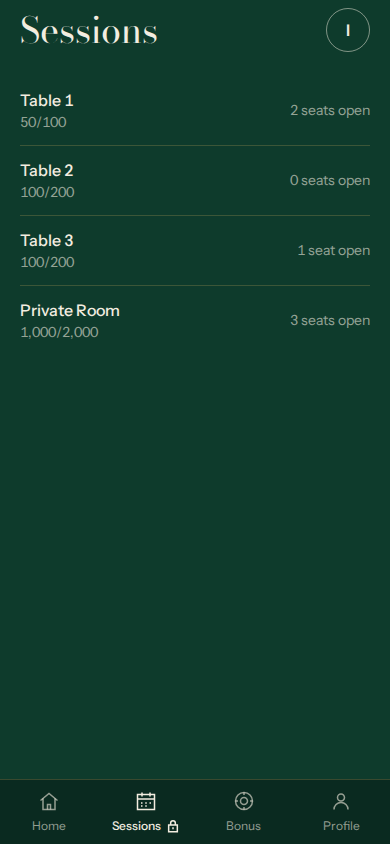 Sessions
I
Table 1
50/100
2 seats open
Table 2
100/200
0 seats open
Table 3
100/200
1 seat open
Private Room
1,000/2,000
3 seats open
Home
Sessions
Bonus
Profile